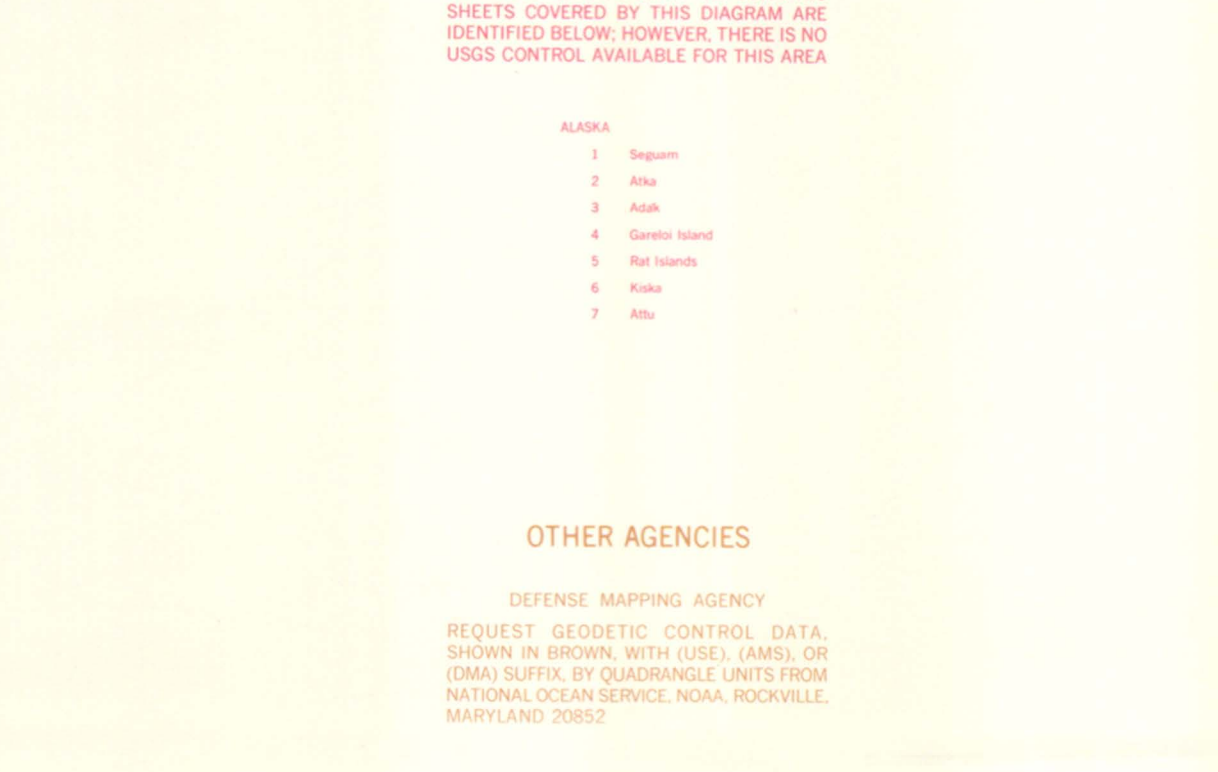 SHEETS COVERED BY THIS DIAGRAM ARE
IDENTIFIED BELOW; HOWEVER, THERE IS NO
USGS CONTROL AVAILABLE FOR THIS AREA
ALASKA
1 Seguam
2 Atka
3 Adak
4 Gareloi Island
5 Rat Islands
6 Kiska
7 Attu
OTHER AGENCIES
DEFENSE MAPPING AGENCY
REQUEST GEODETIC CONTROL DATA,
SHOWN IN BROWN, WITH (USE), (AMS), OR
(DMA) SUFFIX, BY QUADRANGLE UNITS FROM
NATIONAL OCEAN SERVICE, NOAA, ROCKVILLE,
MARYLAND 20852